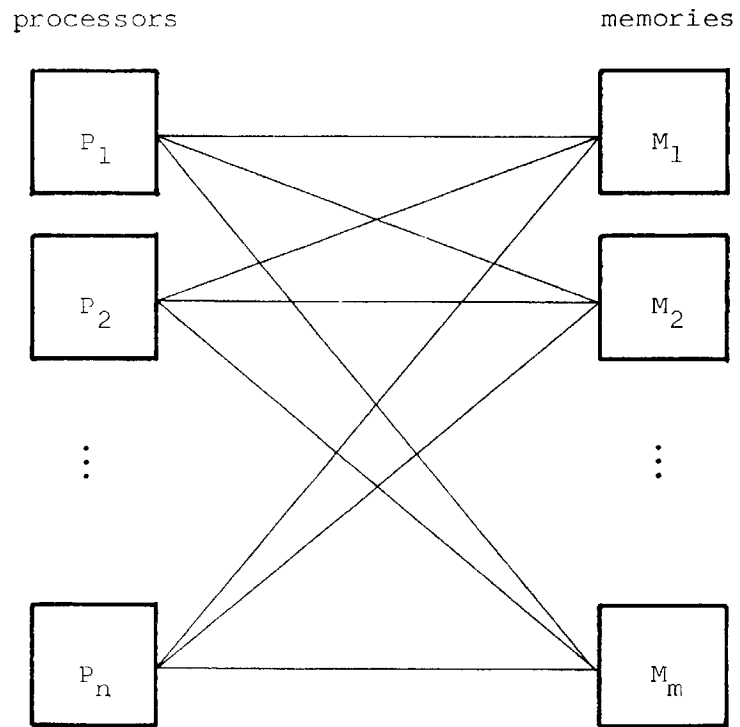 processors memories
P1 M1
P2 M2
⋮ ⋮
Pn Mm